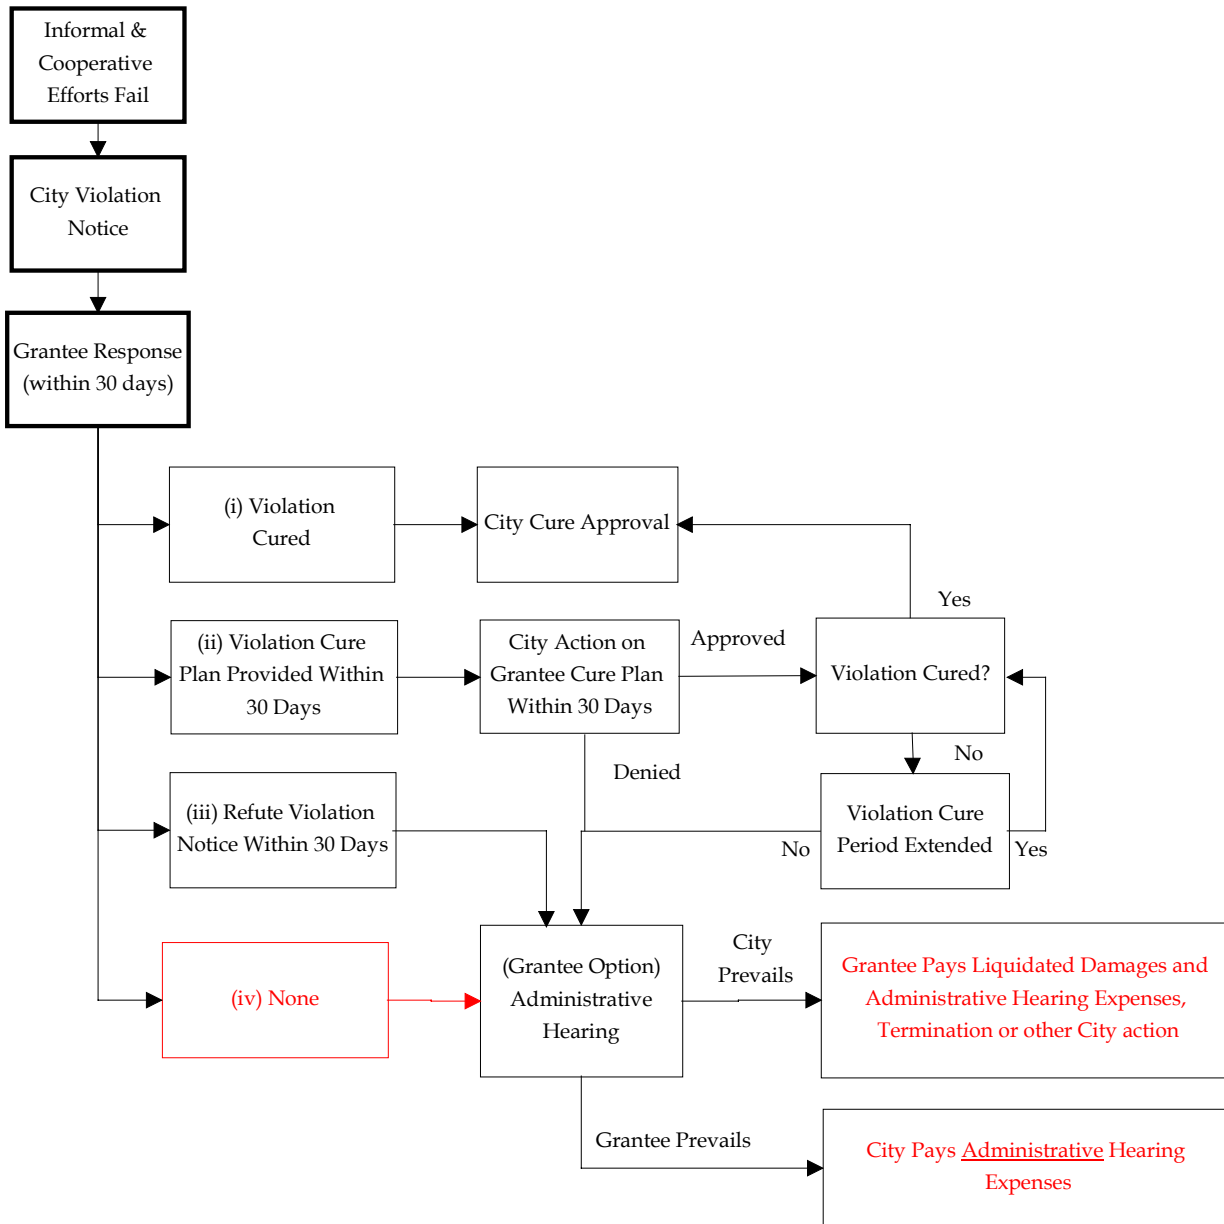 Informal &
Cooperative
Efforts Fail
City Violation
Notice
Grantee Response
(within 30 days)
(i) Violation
Cured
City Cure Approval
Yes
(ii) Violation Cure
Plan Provided Within
30 Days
City Action on
Grantee Cure Plan
Within 30 Days
Approved
Violation Cured?
No
Denied
(iii) Refute Violation
Notice Within 30 Days
Violation Cure
Period Extended
No
Yes
(iv) None
(Grantee Option)
Administrative
Hearing
City
Prevails
Grantee Pays Liquidated Damages and
Administrative Hearing Expenses,
Termination or other City action
Grantee Prevails
City Pays Administrative Hearing
Expenses